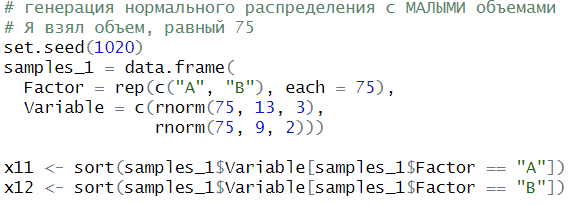 # генерация нормального распределения с МАЛЫМИ объемами
# Я взял объем, равный 75
set.seed(1020)
samples_1 = data.frame(
  Factor = rep(c("A", "B"), each = 75),
  Variable = c(rnorm(75, 13, 3),
               rnorm(75, 9, 2)))

x11 <- sort(samples_1$Variable[samples_1$Factor == "A"])
x12 <- sort(samples_1$Variable[samples_1$Factor == "B"])